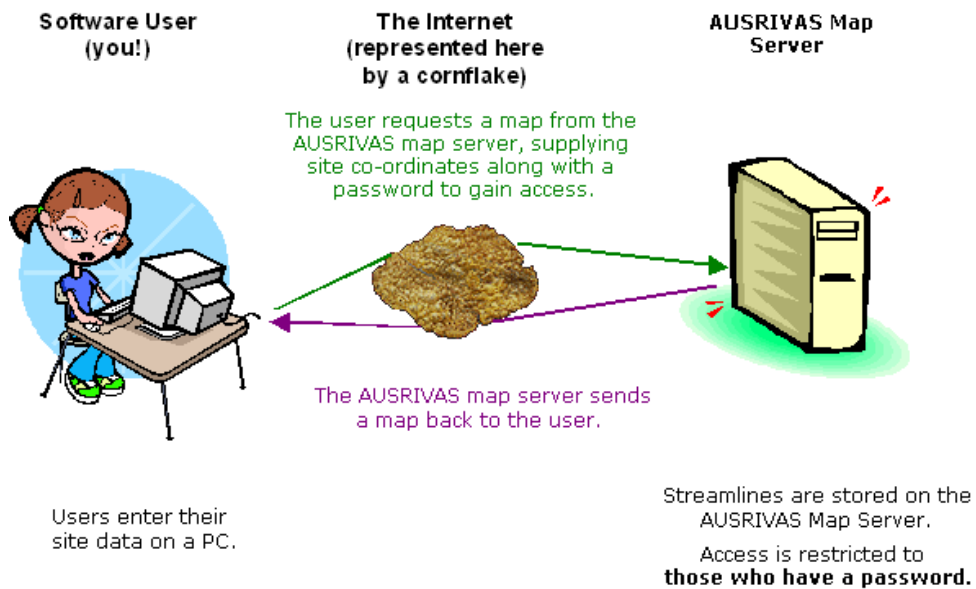 Software User
(you!)
The Internet
(represented here
by a cornflake)
AUSRIVAS Map
Server
The user requests a map from the
AUSRIVAS map server, supplying
site co-ordinates along with a
password to gain access.
The AUSRIVAS map server sends
a map back to the user.
Users enter their
site data on a PC.
Streamlines are stored on the
AUSRIVAS Map Server.
Access is restricted to
those who have a password.